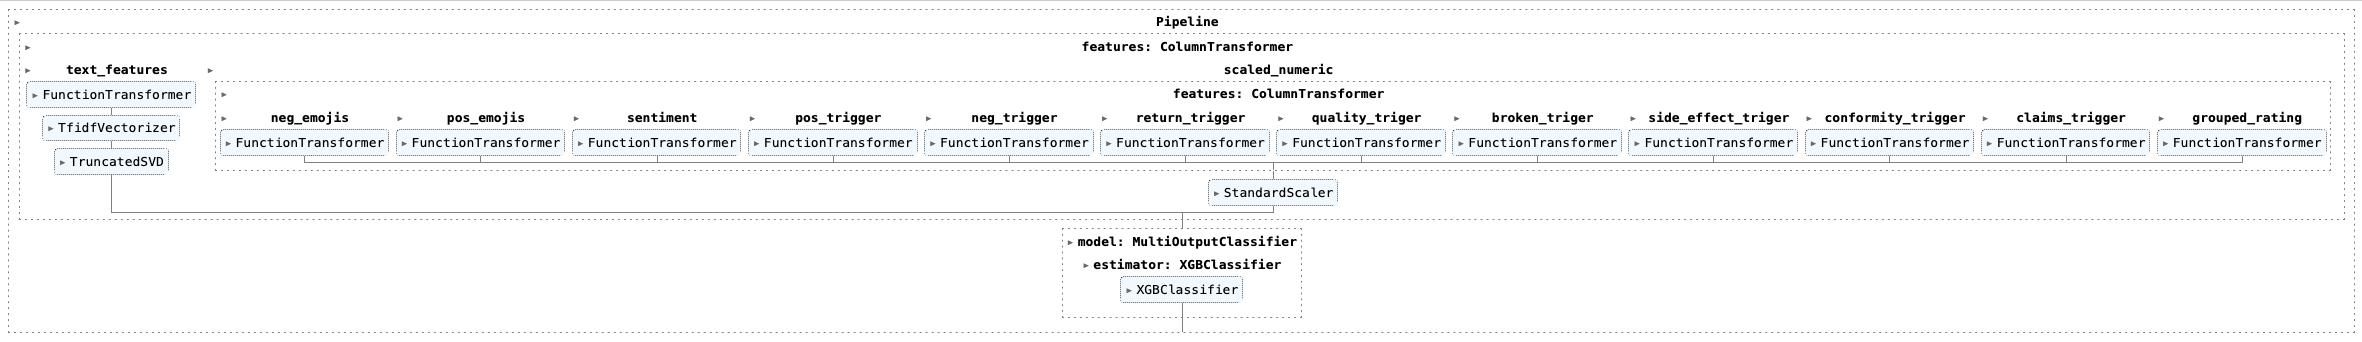 Pipeline
features: ColumnTransformer
text_features scaled_numeric
FunctionTransformer features: ColumnTransformer
neg_emojis pos_emojis sentiment pos_trigger neg_trigger return_trigger quality_triger broken_triger side_effect_triger conformity_trigger claims_trigger grouped_rating
TfidfVectorizer FunctionTransformer FunctionTransformer FunctionTransformer FunctionTransformer FunctionTransformer FunctionTransformer FunctionTransformer FunctionTransformer FunctionTransformer FunctionTransformer FunctionTransformer FunctionTransformer
TruncatedSVD
StandardScaler
model: MultiOutputClassifier
estimator: XGBClassifier
XGBClassifier